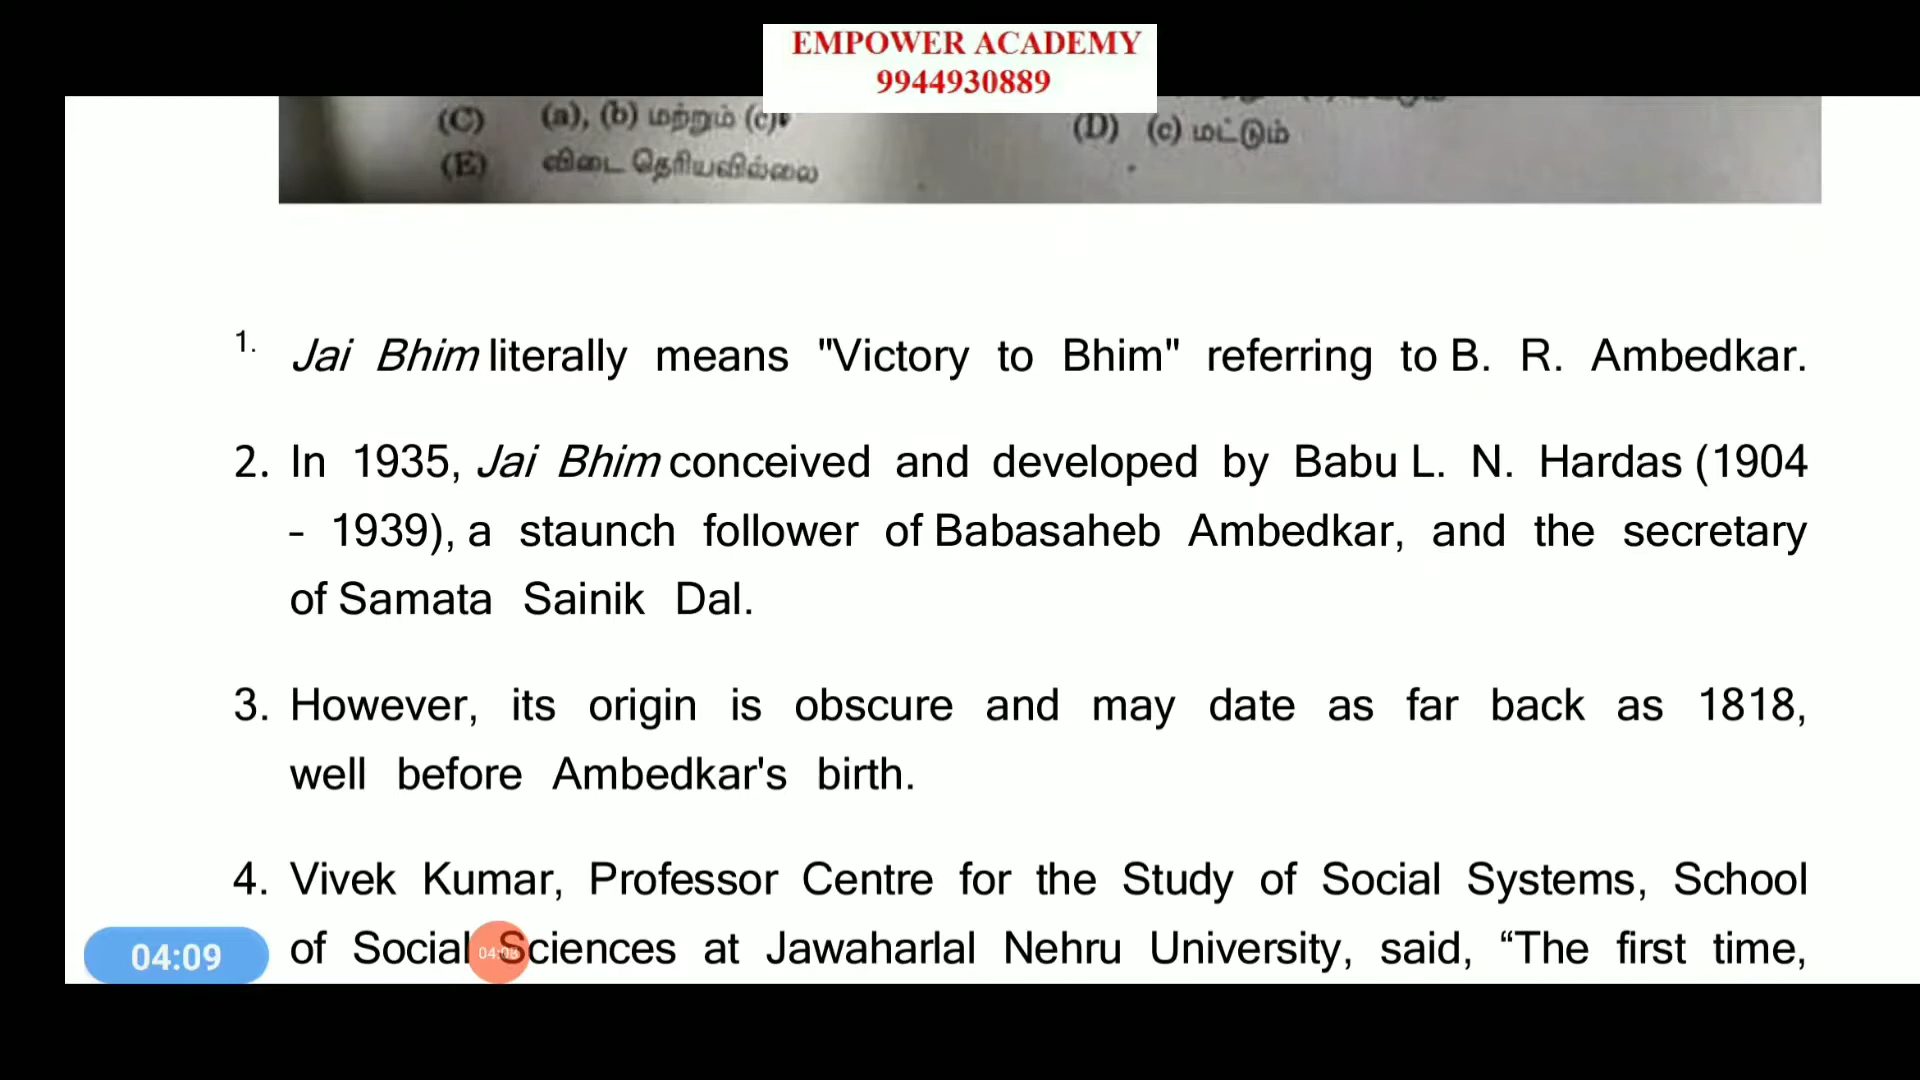 EMPOWER ACADEMY
9944930889
(C) (a), (b) மற்றும் (c)
(D) (c) மட்டும்
(E) விடை தெரியவில்லை
1. Jai Bhim literally means "Victory to Bhim" referring to B. R. Ambedkar.
2. In 1935, Jai Bhim conceived and developed by Babu L. N. Hardas (1904
– 1939), a staunch follower of Babasaheb Ambedkar, and the secretary
of Samata Sainik Dal.
3. However, its origin is obscure and may date as far back as 1818,
well before Ambedkar's birth.
4. Vivek Kumar, Professor Centre for the Study of Social Systems, School
of Social Sciences at Jawaharlal Nehru University, said, “The first time,
04:09
04:08